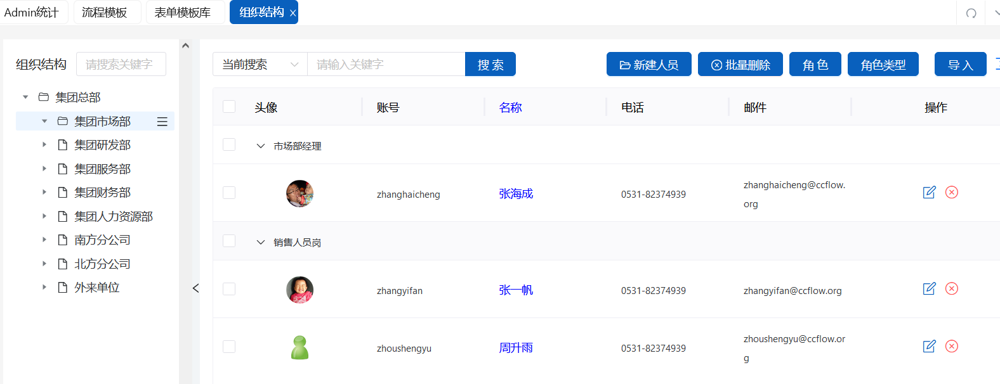 Admin统计 流程模板 表单模板库 组织结构
组织结构 请搜索关键字 当前搜索 请输入关键字 搜索 新建人员 批量删除 角色 角色类型 导入
集团总部
集团市场部
集团研发部
集团服务部
集团财务部
集团人力资源部
南方分公司
北方分公司
外来单位
头像 账号 名称 电话 邮件 操作
市场部经理
zhanghaicheng 张海成 0531-82374939 zhanghaicheng@ccflow.
org
销售人员岗
zhangyifan 张一帆 0531-82374939 zhangyifan@ccflow.org
zhoushengyu 周升雨 0531-82374939 zhoushengyu@ccflow.or
g